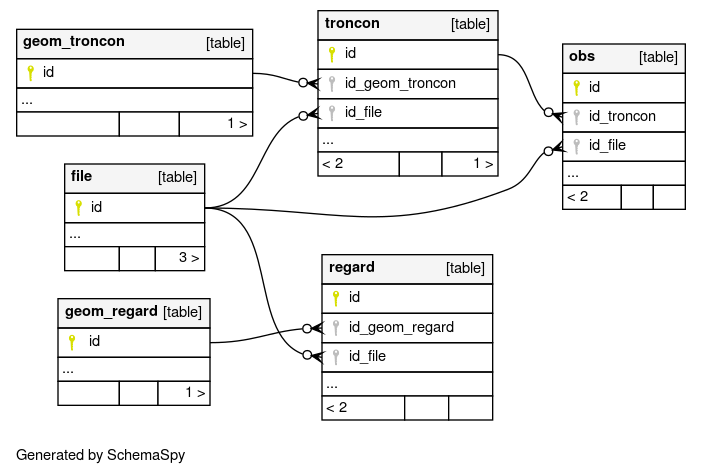 geom_troncon [table]
id
...
1 >
troncon [table]
id
id_geom_troncon
id_file
...
< 2 1 >
obs [table]
id
id_troncon
id_file
...
< 2
file [table]
id
...
3 >
regard [table]
id
id_geom_regard
id_file
...
< 2
geom_regard [table]
id
...
1 >
Generated by SchemaSpy